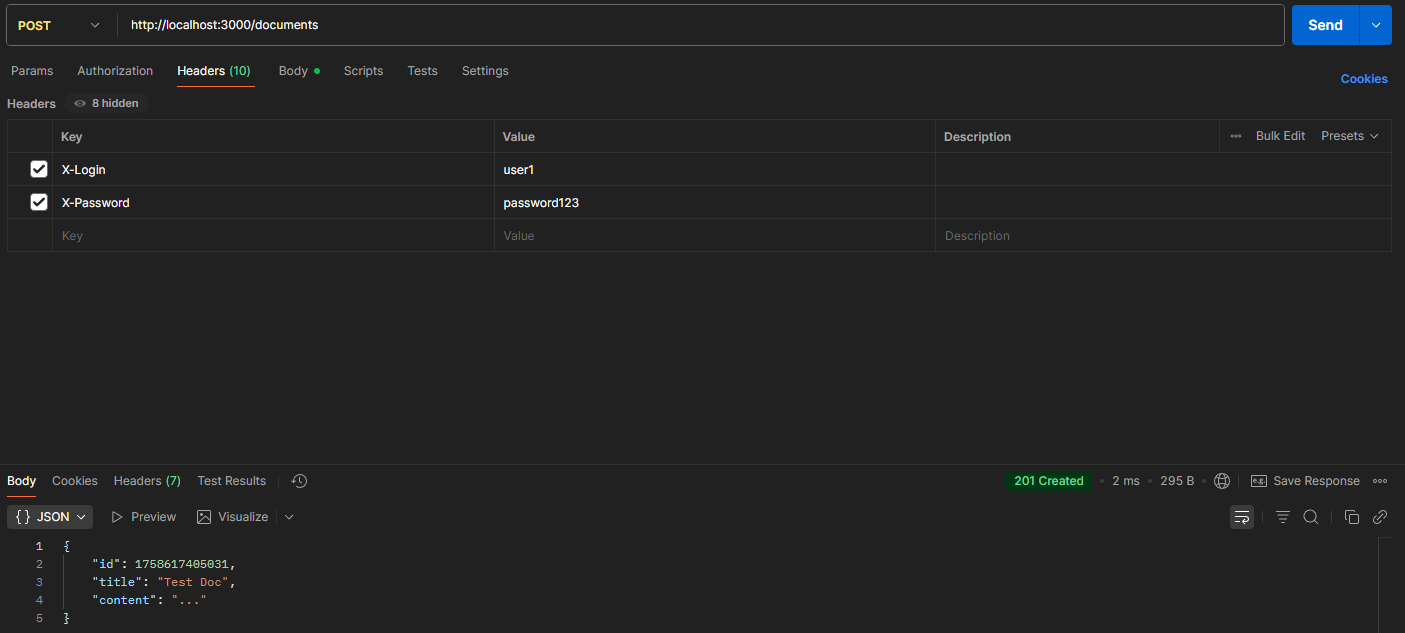 POST http://localhost:3000/documents Send
Params Authorization Headers (10) Body Scripts Tests Settings
Cookies
Headers 8 hidden
Key Value Description ••• Bulk Edit Presets
X-Login user1
X-Password password123
Key Value Description
Body Cookies Headers (7) Test Results 201 Created • 2 ms • 295 B • e.g. Save Response •••
{} JSON Preview Visualize
1 {
2 "id": 1758617405031,
3 "title": "Test Doc",
4 "content": "..."
5 }